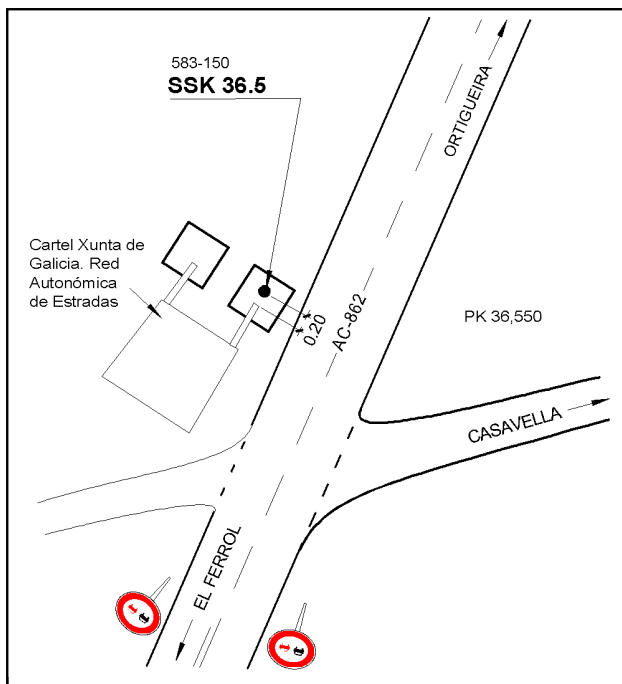 583-150
SSK 36.5
ORTIGUEIRA
Cartel Xunta de
Galicia. Red
Autonómica
de Estradas
0.20
AC-862
PK 36,550
CASAVELLA
EL FERROL